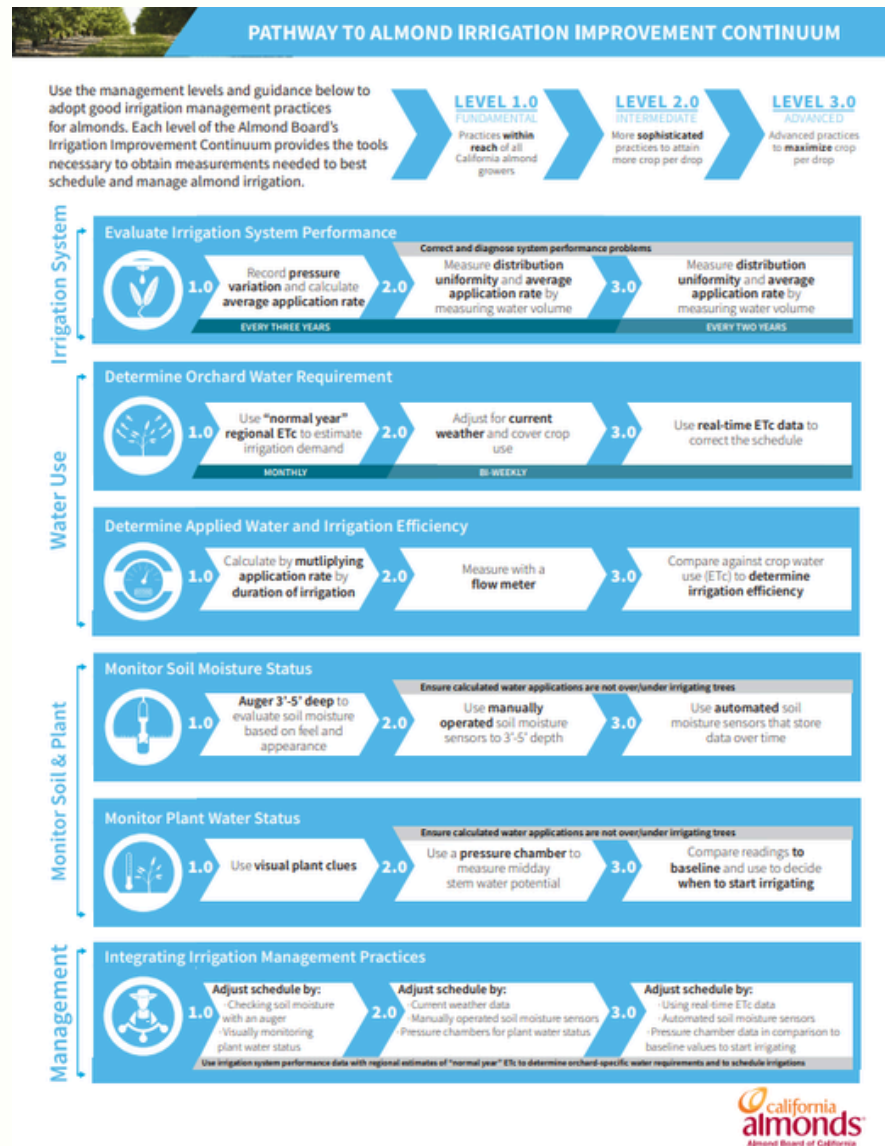 PATHWAY T0 ALMOND IRRIGATION IMPROVEMENT CONTINUUM
Use the management levels and guidance below to
adopt good irrigation management practices
for almonds. Each level of the Almond Board's
Irrigation Improvement Continuum provides the tools
necessary to obtain measurements needed to best
schedule and manage almond irrigation.
LEVEL 1.0
FUNDAMENTAL
Practices within
reach of all
California almond
growers
LEVEL 2.0
INTERMEDIATE
More sophisticated
practices to attain
more crop per drop
LEVEL 3.0
ADVANCED
Advanced practices
to maximize crop
per drop
Irrigation System
Evaluate Irrigation System Performance
Correct and diagnose system performance problems
1.0
Record pressure
variation and calculate
average application rate
2.0
Measure distribution
uniformity and average
application rate by
measuring water volume
3.0
Measure distribution
uniformity and average
application rate by
measuring water volume
EVERY THREE YEARS
EVERY TWO YEARS
Water Use
Determine Orchard Water Requirement
1.0
Use "normal year"
regional ETc to estimate
irrigation demand
2.0
Adjust for current
weather and cover crop
use
3.0
Use real-time ETc data to
correct the schedule
MONTHLY
BI-WEEKLY
Determine Applied Water and Irrigation Efficiency
1.0
Calculate by mutliplying
application rate by
duration of irrigation
2.0
Measure with a
flow meter
3.0
Compare against crop water
use (ETc) to determine
irrigation efficiency
Monitor Soil & Plant
Monitor Soil Moisture Status
Ensure calculated water applications are not over/under irrigating trees
1.0
Auger 3'-5' deep to
evaluate soil moisture
based on feel and
appearance
2.0
Use manually
operated soil moisture
sensors to 3'-5' depth
3.0
Use automated soil
moisture sensors that store
data over time
Monitor Plant Water Status
Ensure calculated water applications are not over/under irrigating trees
1.0
Use visual plant clues
2.0
Use a pressure chamber to
measure midday
stem water potential
3.0
Compare readings to
baseline and use to decide
when to start irrigating
Management
Integrating Irrigation Management Practices
1.0
Adjust schedule by:
·Checking soil moisture
with an auger
·Visually monitoring
plant water status
2.0
Adjust schedule by:
·Current weather data
·Manually operated soil moisture sensors
·Pressure chambers for plant water status
3.0
Adjust schedule by:
·Using real-time ETc data
·Automated soil moisture sensors
·Pressure chamber data in comparison to
baseline values to start irrigating
Use irrigation system performance data with regional estimates of "normal year" ETc to determine orchard-specific water requirements and to schedule irrigations
california
almonds
Almond Board of California